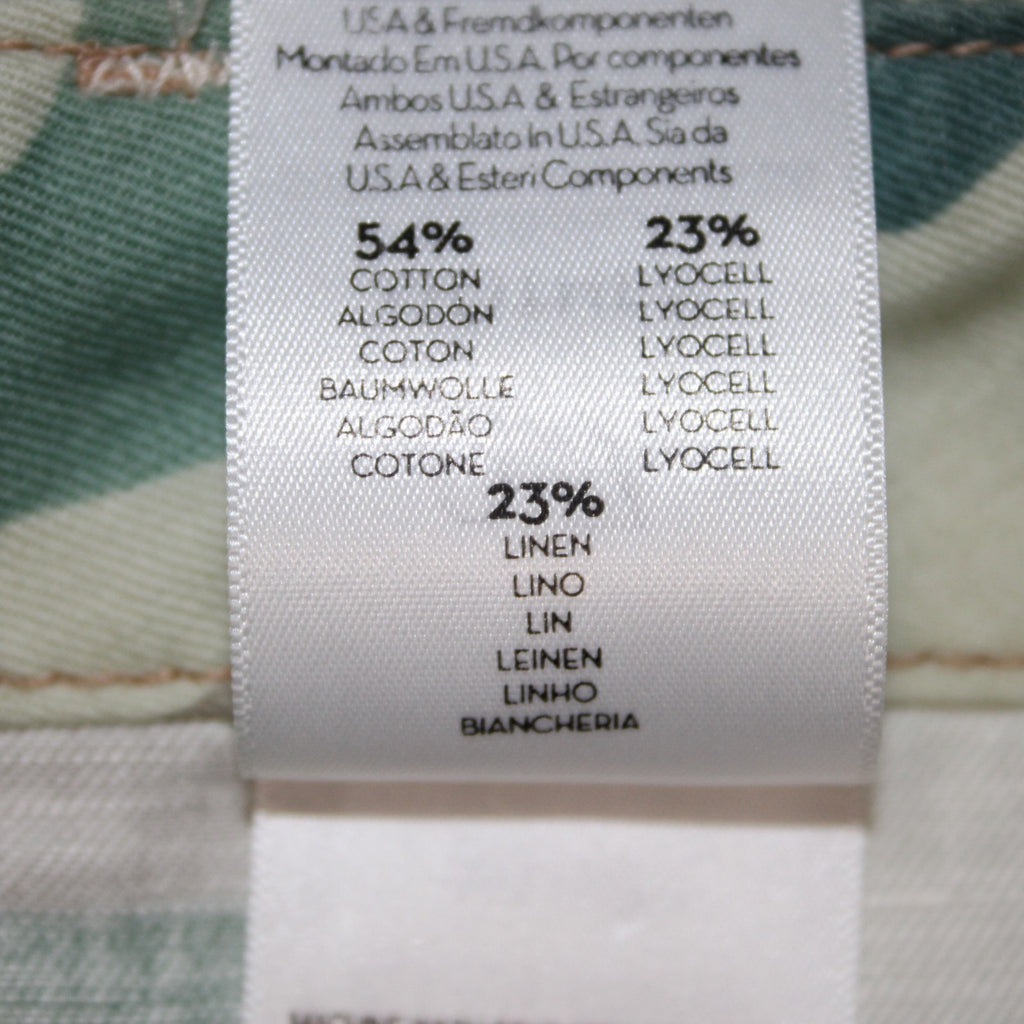 USA & Fremdkomponenten
Montado Em U.S.A. Por componentes
Ambos U.S.A & Estrangeiros
Assemblato In U.S.A. Sia da
U.S.A & Esteri Components
54%
COTTON
ALGODÓN
COTON
BAUMWOLLE
ALGODÃO
COTONE
23%
LYOCELL
LYOCELL
LYOCELL
LYOCELL
LYOCELL
LYOCELL
23%
LINEN
LINO
LIN
LEINEN
LINHO
BIANCHERIA